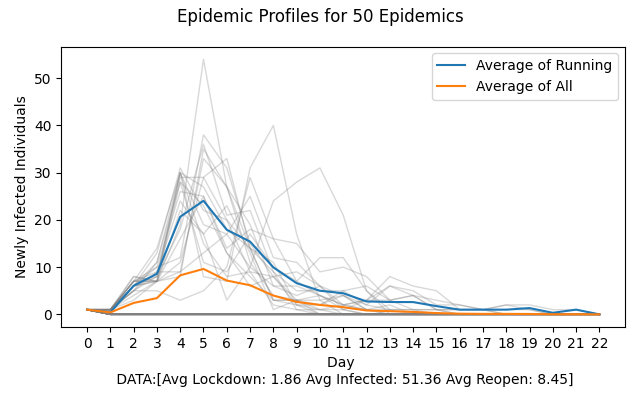 Epidemic Profiles for 50 Epidemics
Newly Infected Individuals
50
40
30
20
10
0
Average of Running
Average of All
0 1 2 3 4 5 6 7 8 9 10 11 12 13 14 15 16 17 18 19 20 21 22
Day
DATA:[Avg Lockdown: 1.86 Avg Infected: 51.36 Avg Reopen: 8.45]